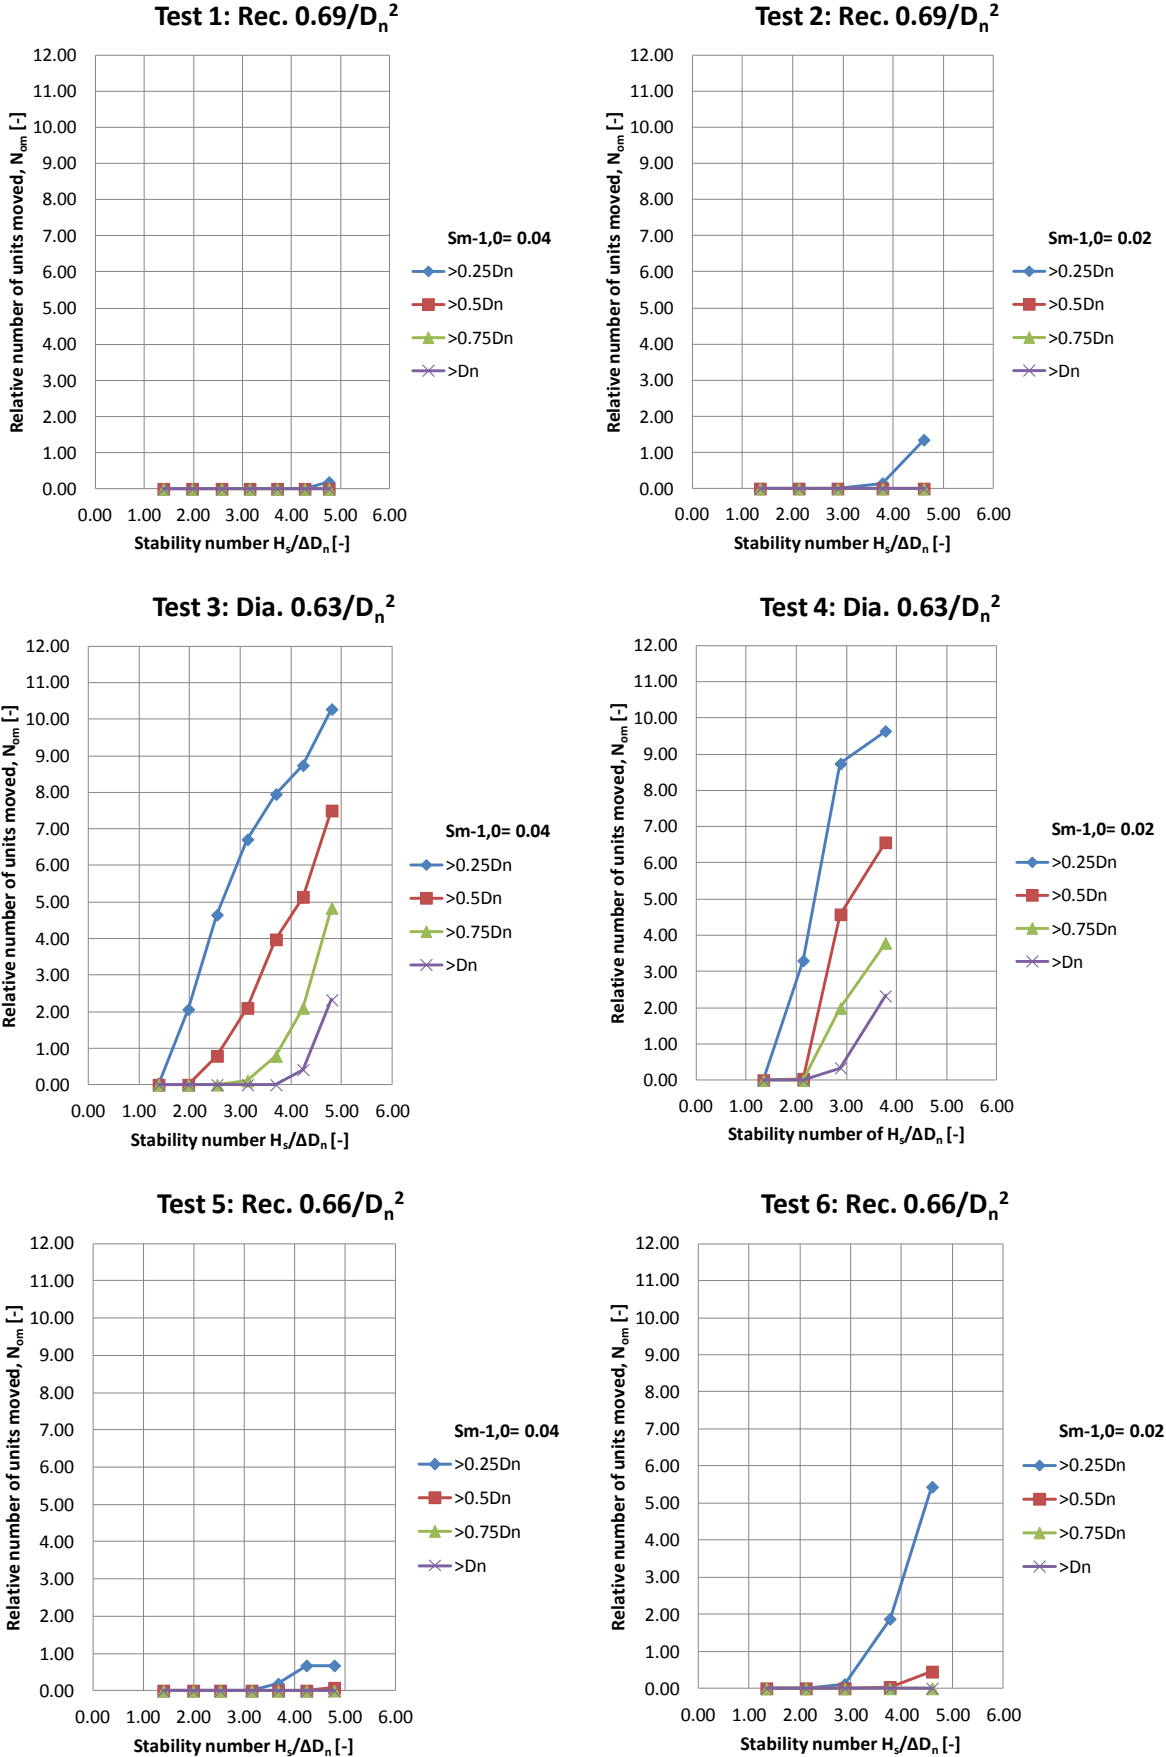 Test 1: Rec. 0.69/Dn2
12.00
11.00
10.00
9.00
8.00
7.00
6.00
5.00
4.00
3.00
2.00
1.00
0.00
0.00 1.00 2.00 3.00 4.00 5.00 6.00
Relative number of units moved, Nom [-]
Stability number Hs/ΔDn [-]
Sm-1,0= 0.04
>0.25Dn
>0.5Dn
>0.75Dn
>Dn
Test 2: Rec. 0.69/Dn2
12.00
11.00
10.00
9.00
8.00
7.00
6.00
5.00
4.00
3.00
2.00
1.00
0.00
0.00 1.00 2.00 3.00 4.00 5.00 6.00
Relative number of units moved, Nom [-]
Stability number Hs/ΔDn [-]
Sm-1,0= 0.02
>0.25Dn
>0.5Dn
>0.75Dn
>Dn
Test 3: Dia. 0.63/Dn2
12.00
11.00
10.00
9.00
8.00
7.00
6.00
5.00
4.00
3.00
2.00
1.00
0.00
0.00 1.00 2.00 3.00 4.00 5.00 6.00
Relative number of units moved, Nom [-]
Stability number Hs/ΔDn [-]
Sm-1,0= 0.04
>0.25Dn
>0.5Dn
>0.75Dn
>Dn
Test 4: Dia. 0.63/Dn2
12.00
11.00
10.00
9.00
8.00
7.00
6.00
5.00
4.00
3.00
2.00
1.00
0.00
0.00 1.00 2.00 3.00 4.00 5.00 6.00
Relative number of units moved, Nom [-]
Stability number of Hs/ΔDn [-]
Sm-1,0= 0.02
>0.25Dn
>0.5Dn
>0.75Dn
>Dn
Test 5: Rec. 0.66/Dn2
12.00
11.00
10.00
9.00
8.00
7.00
6.00
5.00
4.00
3.00
2.00
1.00
0.00
0.00 1.00 2.00 3.00 4.00 5.00 6.00
Relative number of units moved, Nom [-]
Stability number Hs/ΔDn [-]
Sm-1,0= 0.04
>0.25Dn
>0.5Dn
>0.75Dn
>Dn
Test 6: Rec. 0.66/Dn2
12.00
11.00
10.00
9.00
8.00
7.00
6.00
5.00
4.00
3.00
2.00
1.00
0.00
0.00 1.00 2.00 3.00 4.00 5.00 6.00
Relative number of units moved, Nom [-]
Stability number Hs/ΔDn [-]
Sm-1,0= 0.02
>0.25Dn
>0.5Dn
>0.75Dn
>Dn